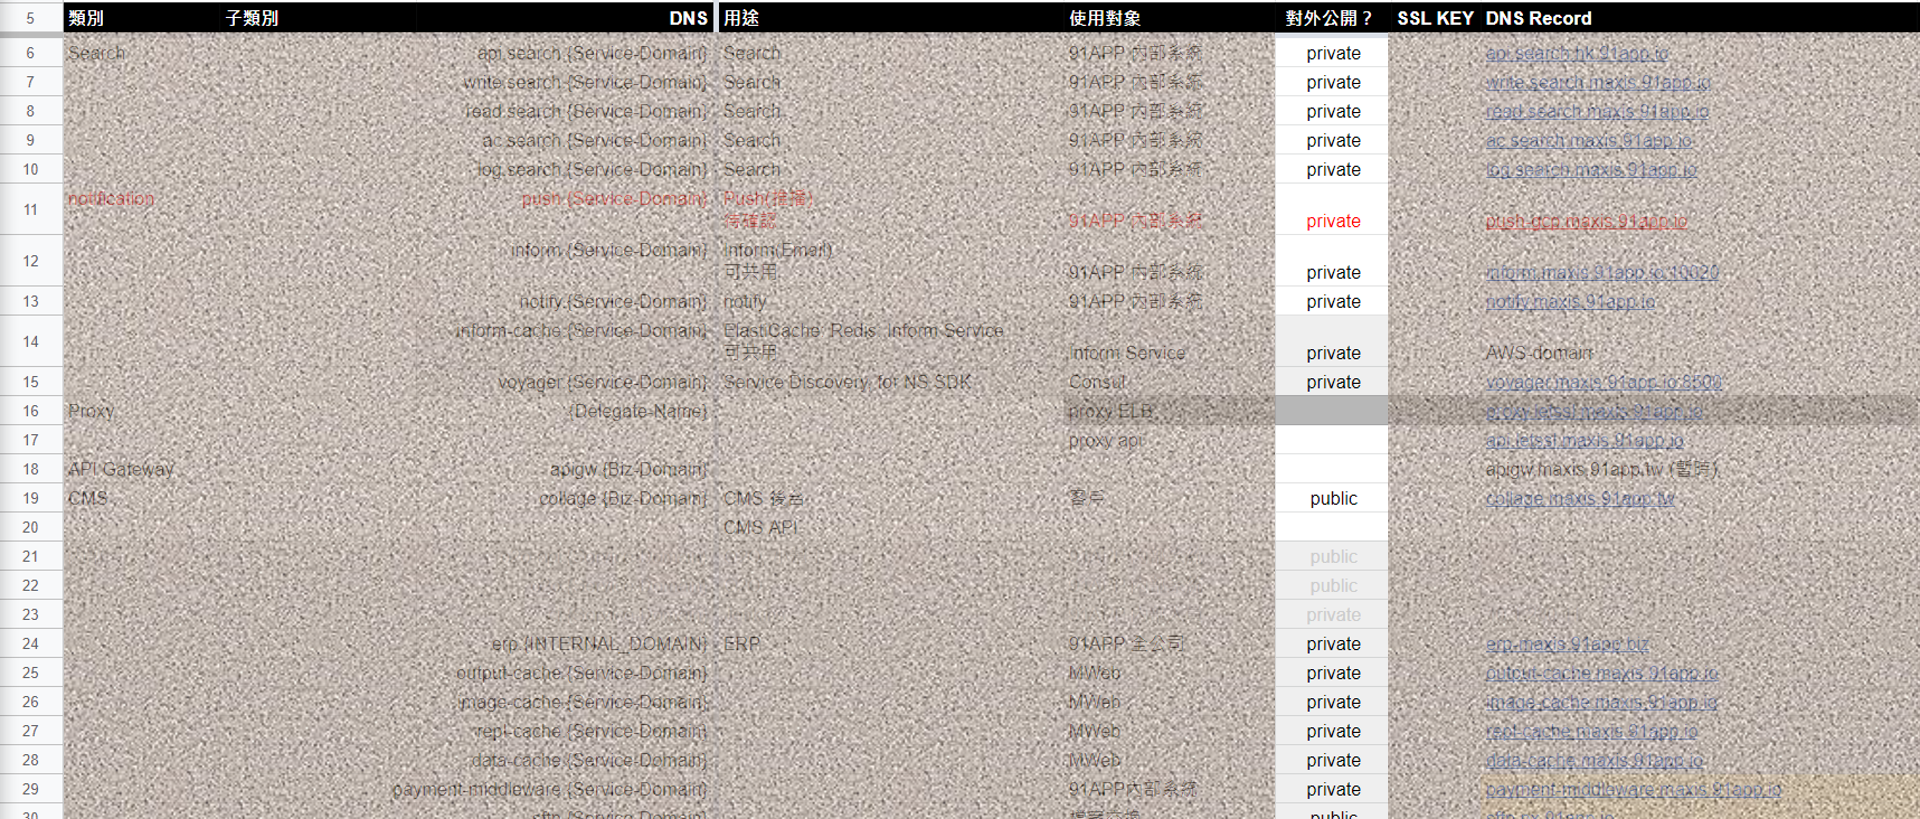 5 類別 子類別 DNS 用途 使用對象 對外公開？ SSL KEY DNS Record
6 Search api.search.{Service-Domain} Search 91APP 內部系統 private api.search.hk.91app.io
7 write.search.{Service-Domain} Search 91APP 內部系統 private write.search.maxis.91app.io
8 read.search.{Service-Domain} Search 91APP 內部系統 private read.search.maxis.91app.io
9 ac.search.{Service-Domain} Search 91APP 內部系統 private ac.search.maxis.91app.io
10 log.search.{Service-Domain} Search 91APP 內部系統 private log.search.maxis.91app.io
notification push.{Service-Domain} Push(推播)
11 待確認 91APP 內部系統 private push-gcp.maxis.91app.io
inform.{Service-Domain} Inform(Email)
12 可共用 91APP 內部系統 private inform.maxis.91app.io:10020
13 notify.{Service-Domain} notify 91APP 內部系統 private notify.maxis.91app.io
inform-cache.{Service-Domain} ElastiCache Redis Inform Service
14 可共用 Inform Service private AWS-domain
15 voyager.{Service-Domain} Service Discovery for NS SDK Consul private voyager.maxis.91app.io:8500
16 Proxy {Delegate-Name} proxy ELB
17 proxy api
18 API Gateway apigw.{Biz-Domain} apigw.maxis.91app.tw (暫時)
19 CMS collage.{Biz-Domain} CMS 後台 客戶 public collage.maxis.91app.tw
20 CMS API
21 public
22 public
23 private
24 erp.{INTERNAL_DOMAIN} ERP 91APP 全公司 private erp-maxis.91app.biz
25 output-cache.{Service-Domain} MWeb private output-cache.maxis.91app.io
26 image-cache.{Service-Domain} MWeb private image-cache.maxis.91app.io
27 repl-cache.{Service-Domain} MWeb private repl-cache.maxis.91app.io
28 data-cache.{Service-Domain} MWeb private data-cache.maxis.91app.io
29 payment-middleware.{Service-Domain} 91APP內部系統 private payment-middleware.maxis.91app.io
30 public